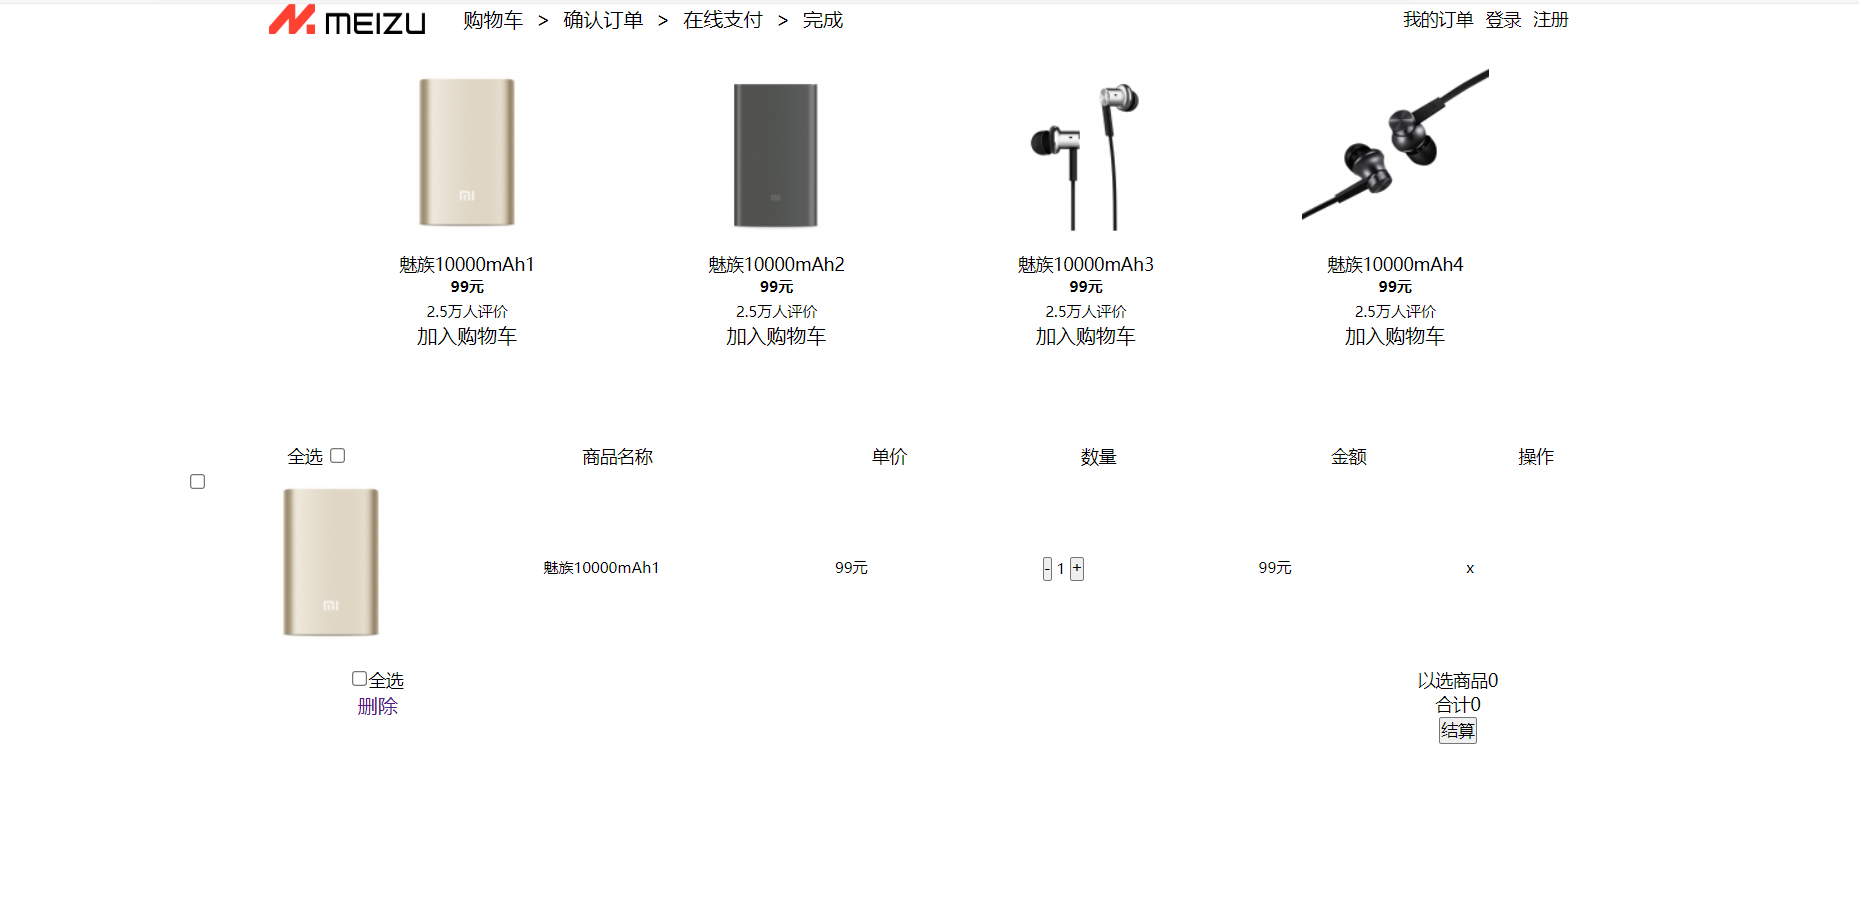 MEIZU 购物车 > 确认订单 > 在线支付 > 完成 我的订单 登录 注册
mi mi
魅族10000mAh1 魅族10000mAh2 魅族10000mAh3 魅族10000mAh4
99元 99元 99元 99元
2.5万人评价 2.5万人评价 2.5万人评价 2.5万人评价
加入购物车 加入购物车 加入购物车 加入购物车
全选 商品名称 单价 数量 金额 操作
魅族10000mAh1 99元 - 1 + 99元 x
mi
全选 以选商品0
删除 合计0
结算